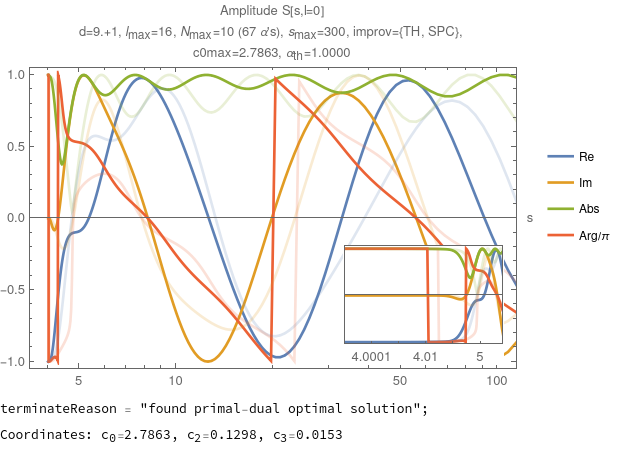 Amplitude S[s,l=0]
d=9.+1, lmax=16, Nmax=10 (67 α's), smax=300, improv={TH, SPC},
c0max=2.7863, αth=1.0000
1.0
0.5
0.0
−0.5
−1.0
5 10 50 100
s
Re
Im
Abs
Arg/π
4.0001 4.01 5
terminateReason = "found primal-dual optimal solution";
Coordinates: c0=2.7863, c2=0.1298, c3=0.0153